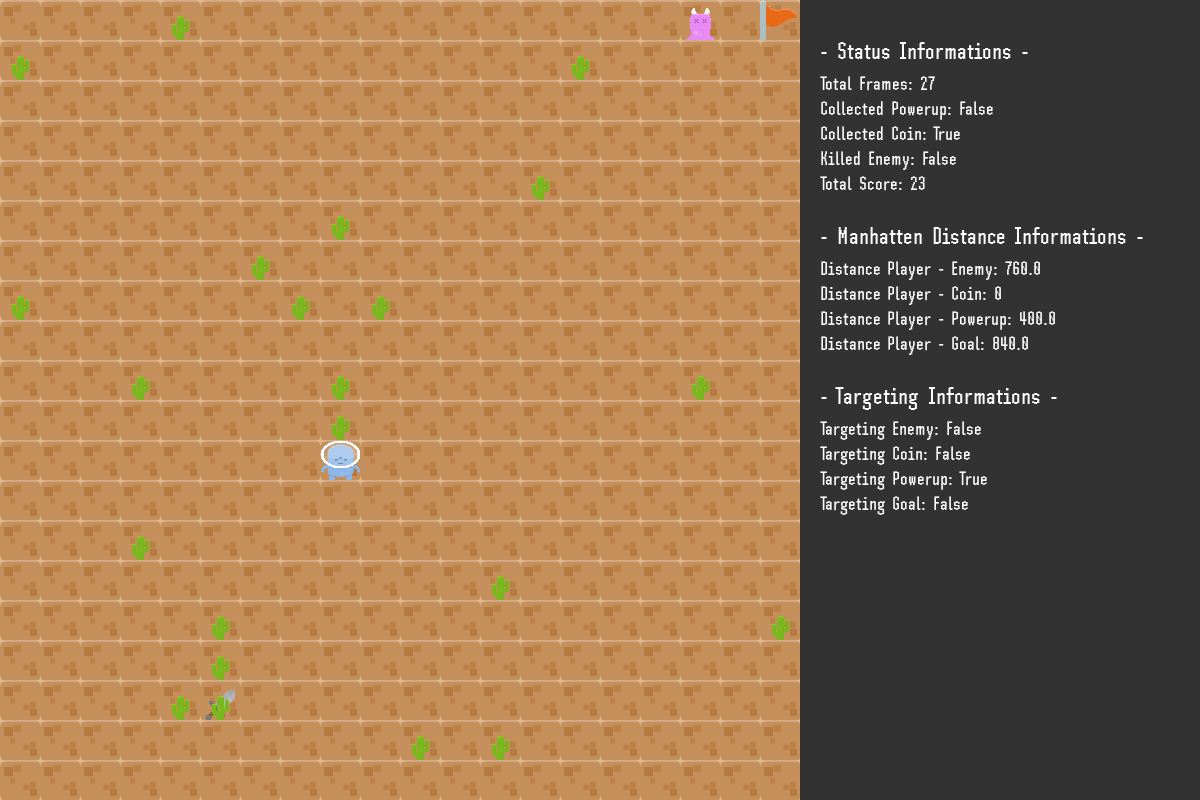 - Status Informations -
Total Frames: 27
Collected Powerup: False
Collected Coin: True
Killed Enemy: False
Total Score: 23
- Manhatten Distance Informations -
Distance Player - Enemy: 760.0
Distance Player - Coin: 0
Distance Player - Powerup: 400.0
Distance Player - Goal: 840.0
- Targeting Informations -
Targeting Enemy: False
Targeting Coin: False
Targeting Powerup: True
Targeting Goal: False